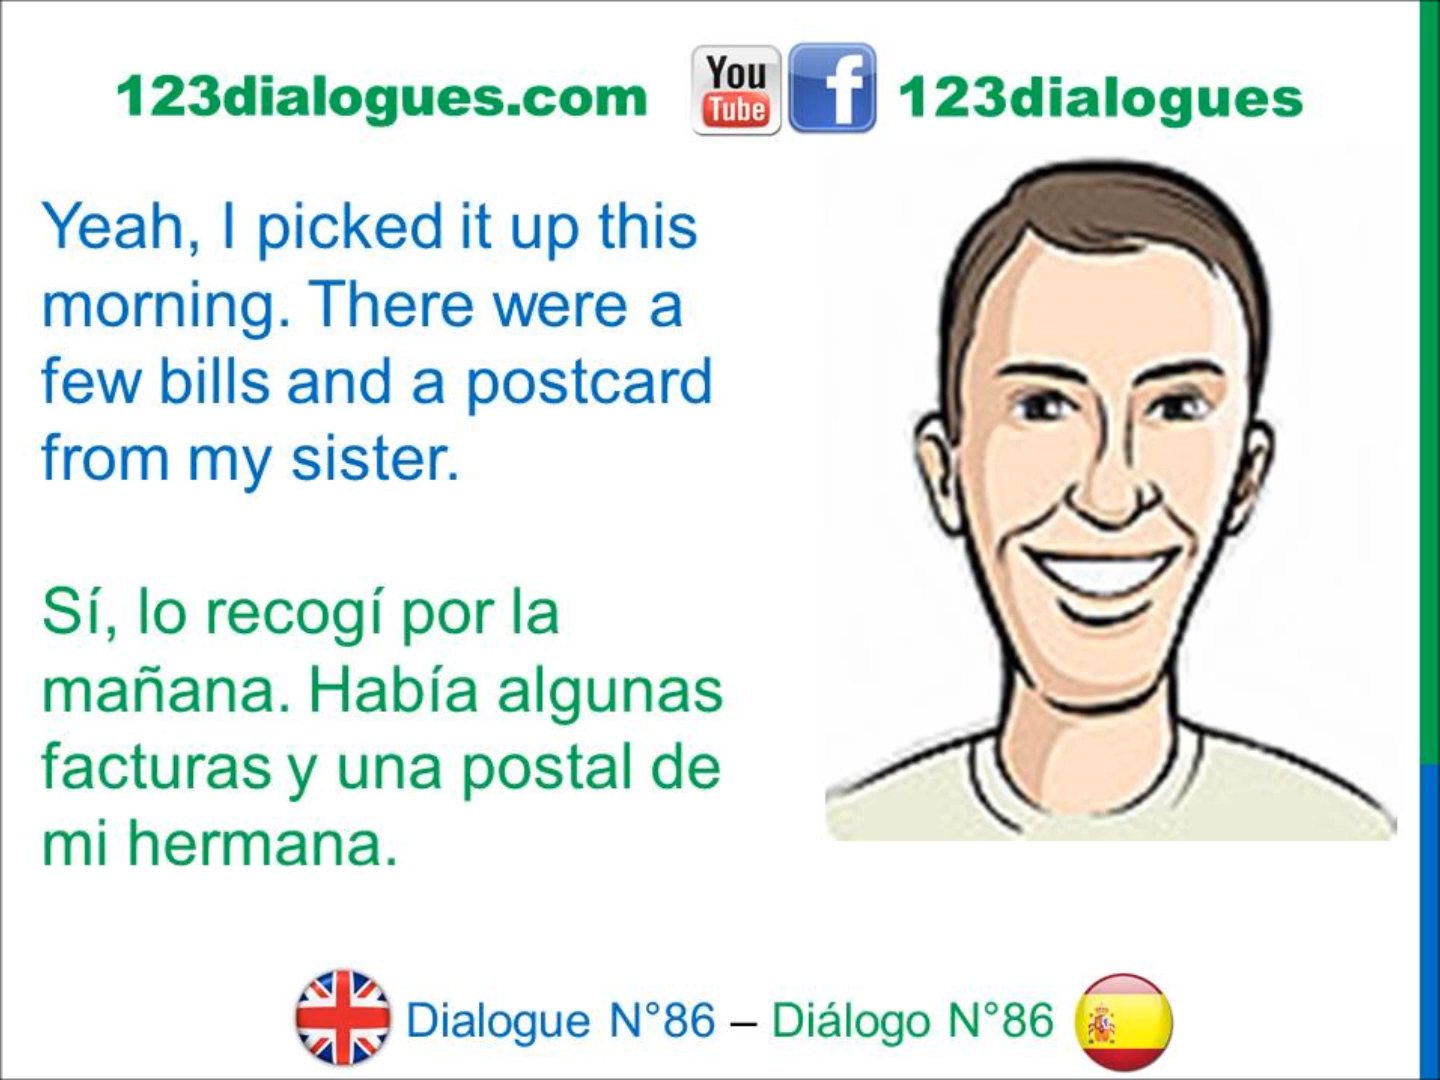 123dialogues.com You Tube f 123dialogues
Yeah, I picked it up this
morning. There were a
few bills and a postcard
from my sister.
Sí, lo recogí por la
mañana. Había algunas
facturas y una postal de
mi hermana.
Dialogue N°86 – Diálogo N°86